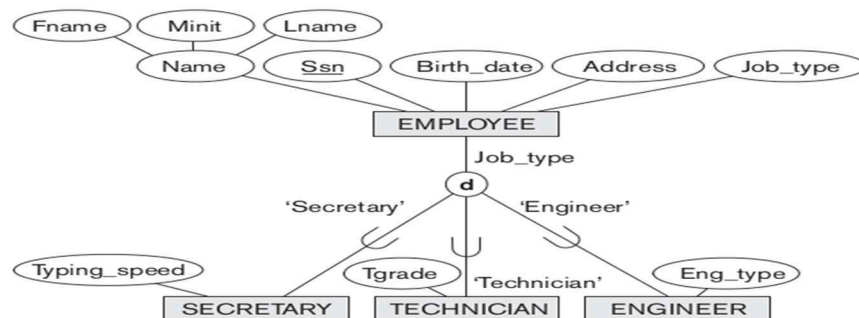 Fname Minit Lname
Name Ssn Birth_date Address Job_type
EMPLOYEE
Job_type
d
‘Secretary’ ‘Engineer’
Typing_speed Tgrade ‘Technician’ Eng_type
SECRETARY TECHNICIAN ENGINEER